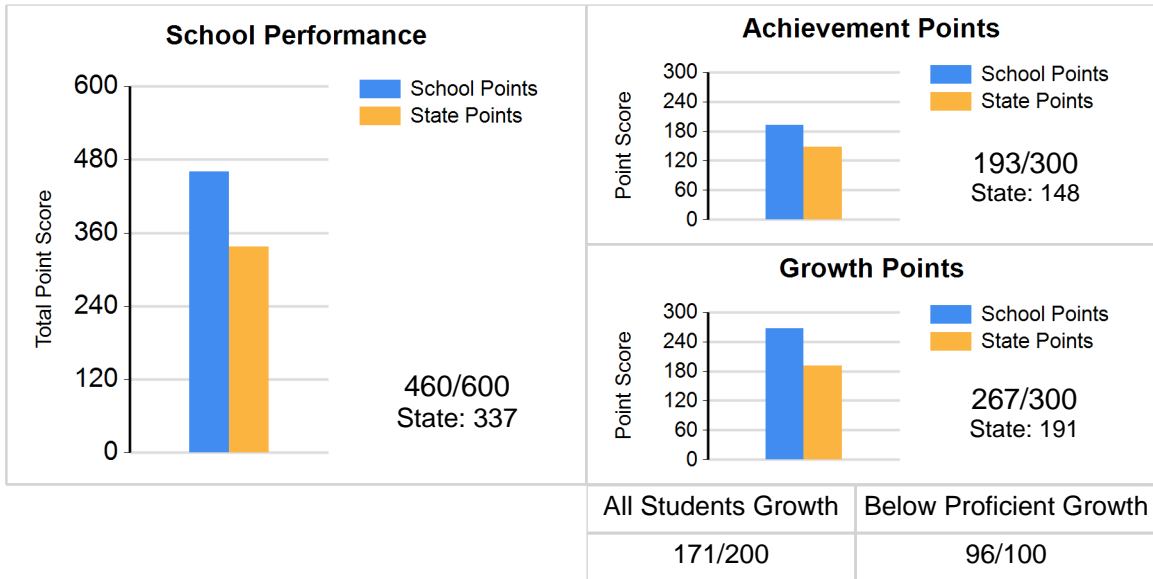 School Performance
600
480
360
240
120
0
Total Point Score
School Points
State Points
460/600
State: 337
Achievement Points
300
240
180
120
60
0
Point Score
School Points
State Points
193/300
State: 148
Growth Points
300
240
180
120
60
0
Point Score
School Points
State Points
267/300
State: 191
All Students Growth
Below Proficient Growth
171/200
96/100